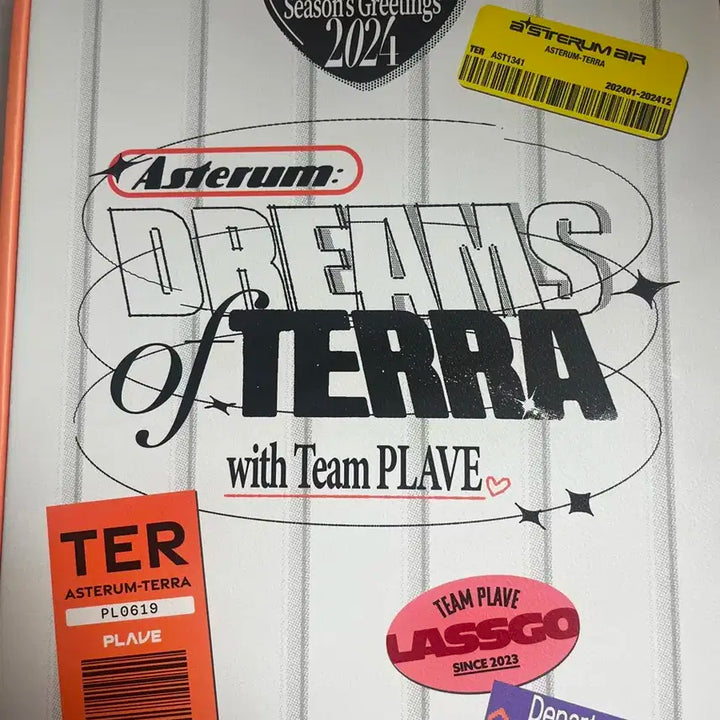 Season's Greetings
2024
asterum air
ASTERUM-TERRA
TER AST1341
202401-202412
Asterum:
DREAMS
of TERRA
with Team PLAVE
TER
ASTERUM-TERRA
PL0619
PLAVE
TEAM PLAVE
LASSGO
SINCE 2023